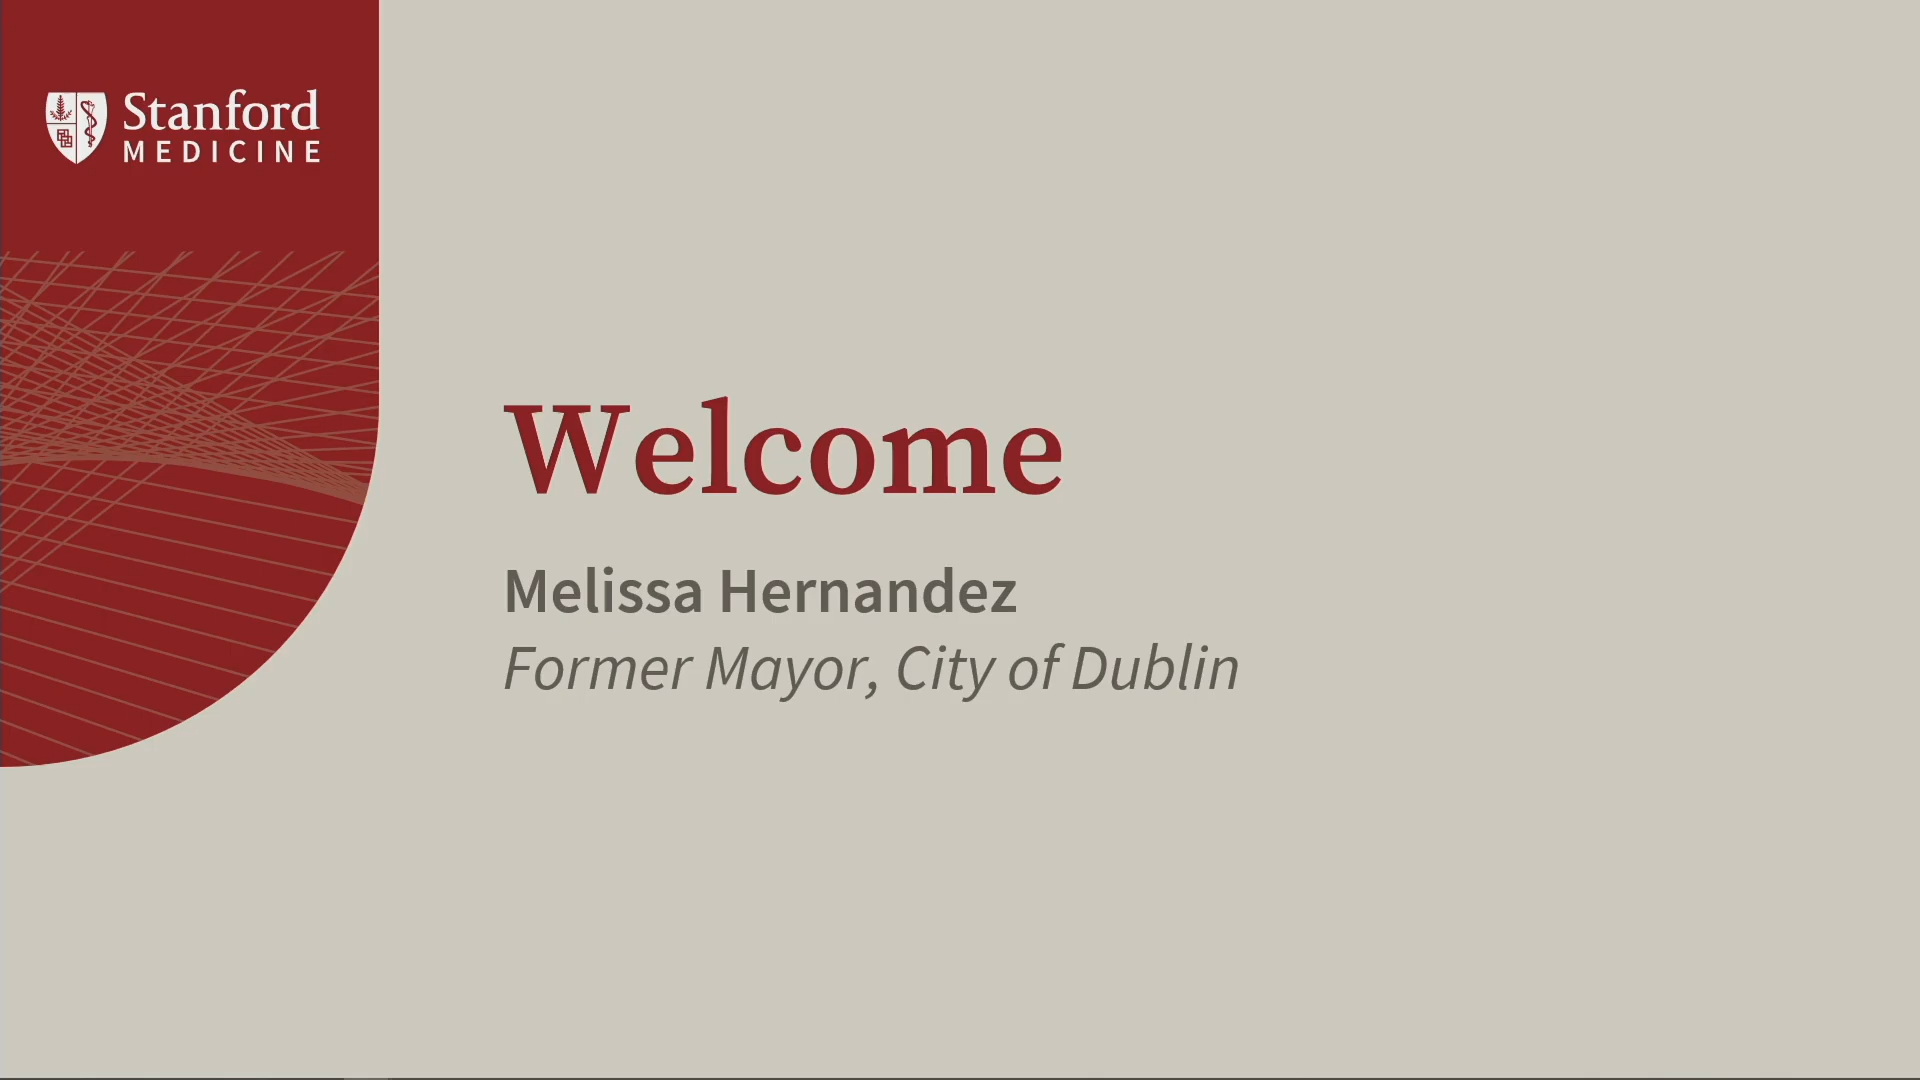 Stanford
MEDICINE
Welcome
Melissa Hernandez
Former Mayor, City of Dublin